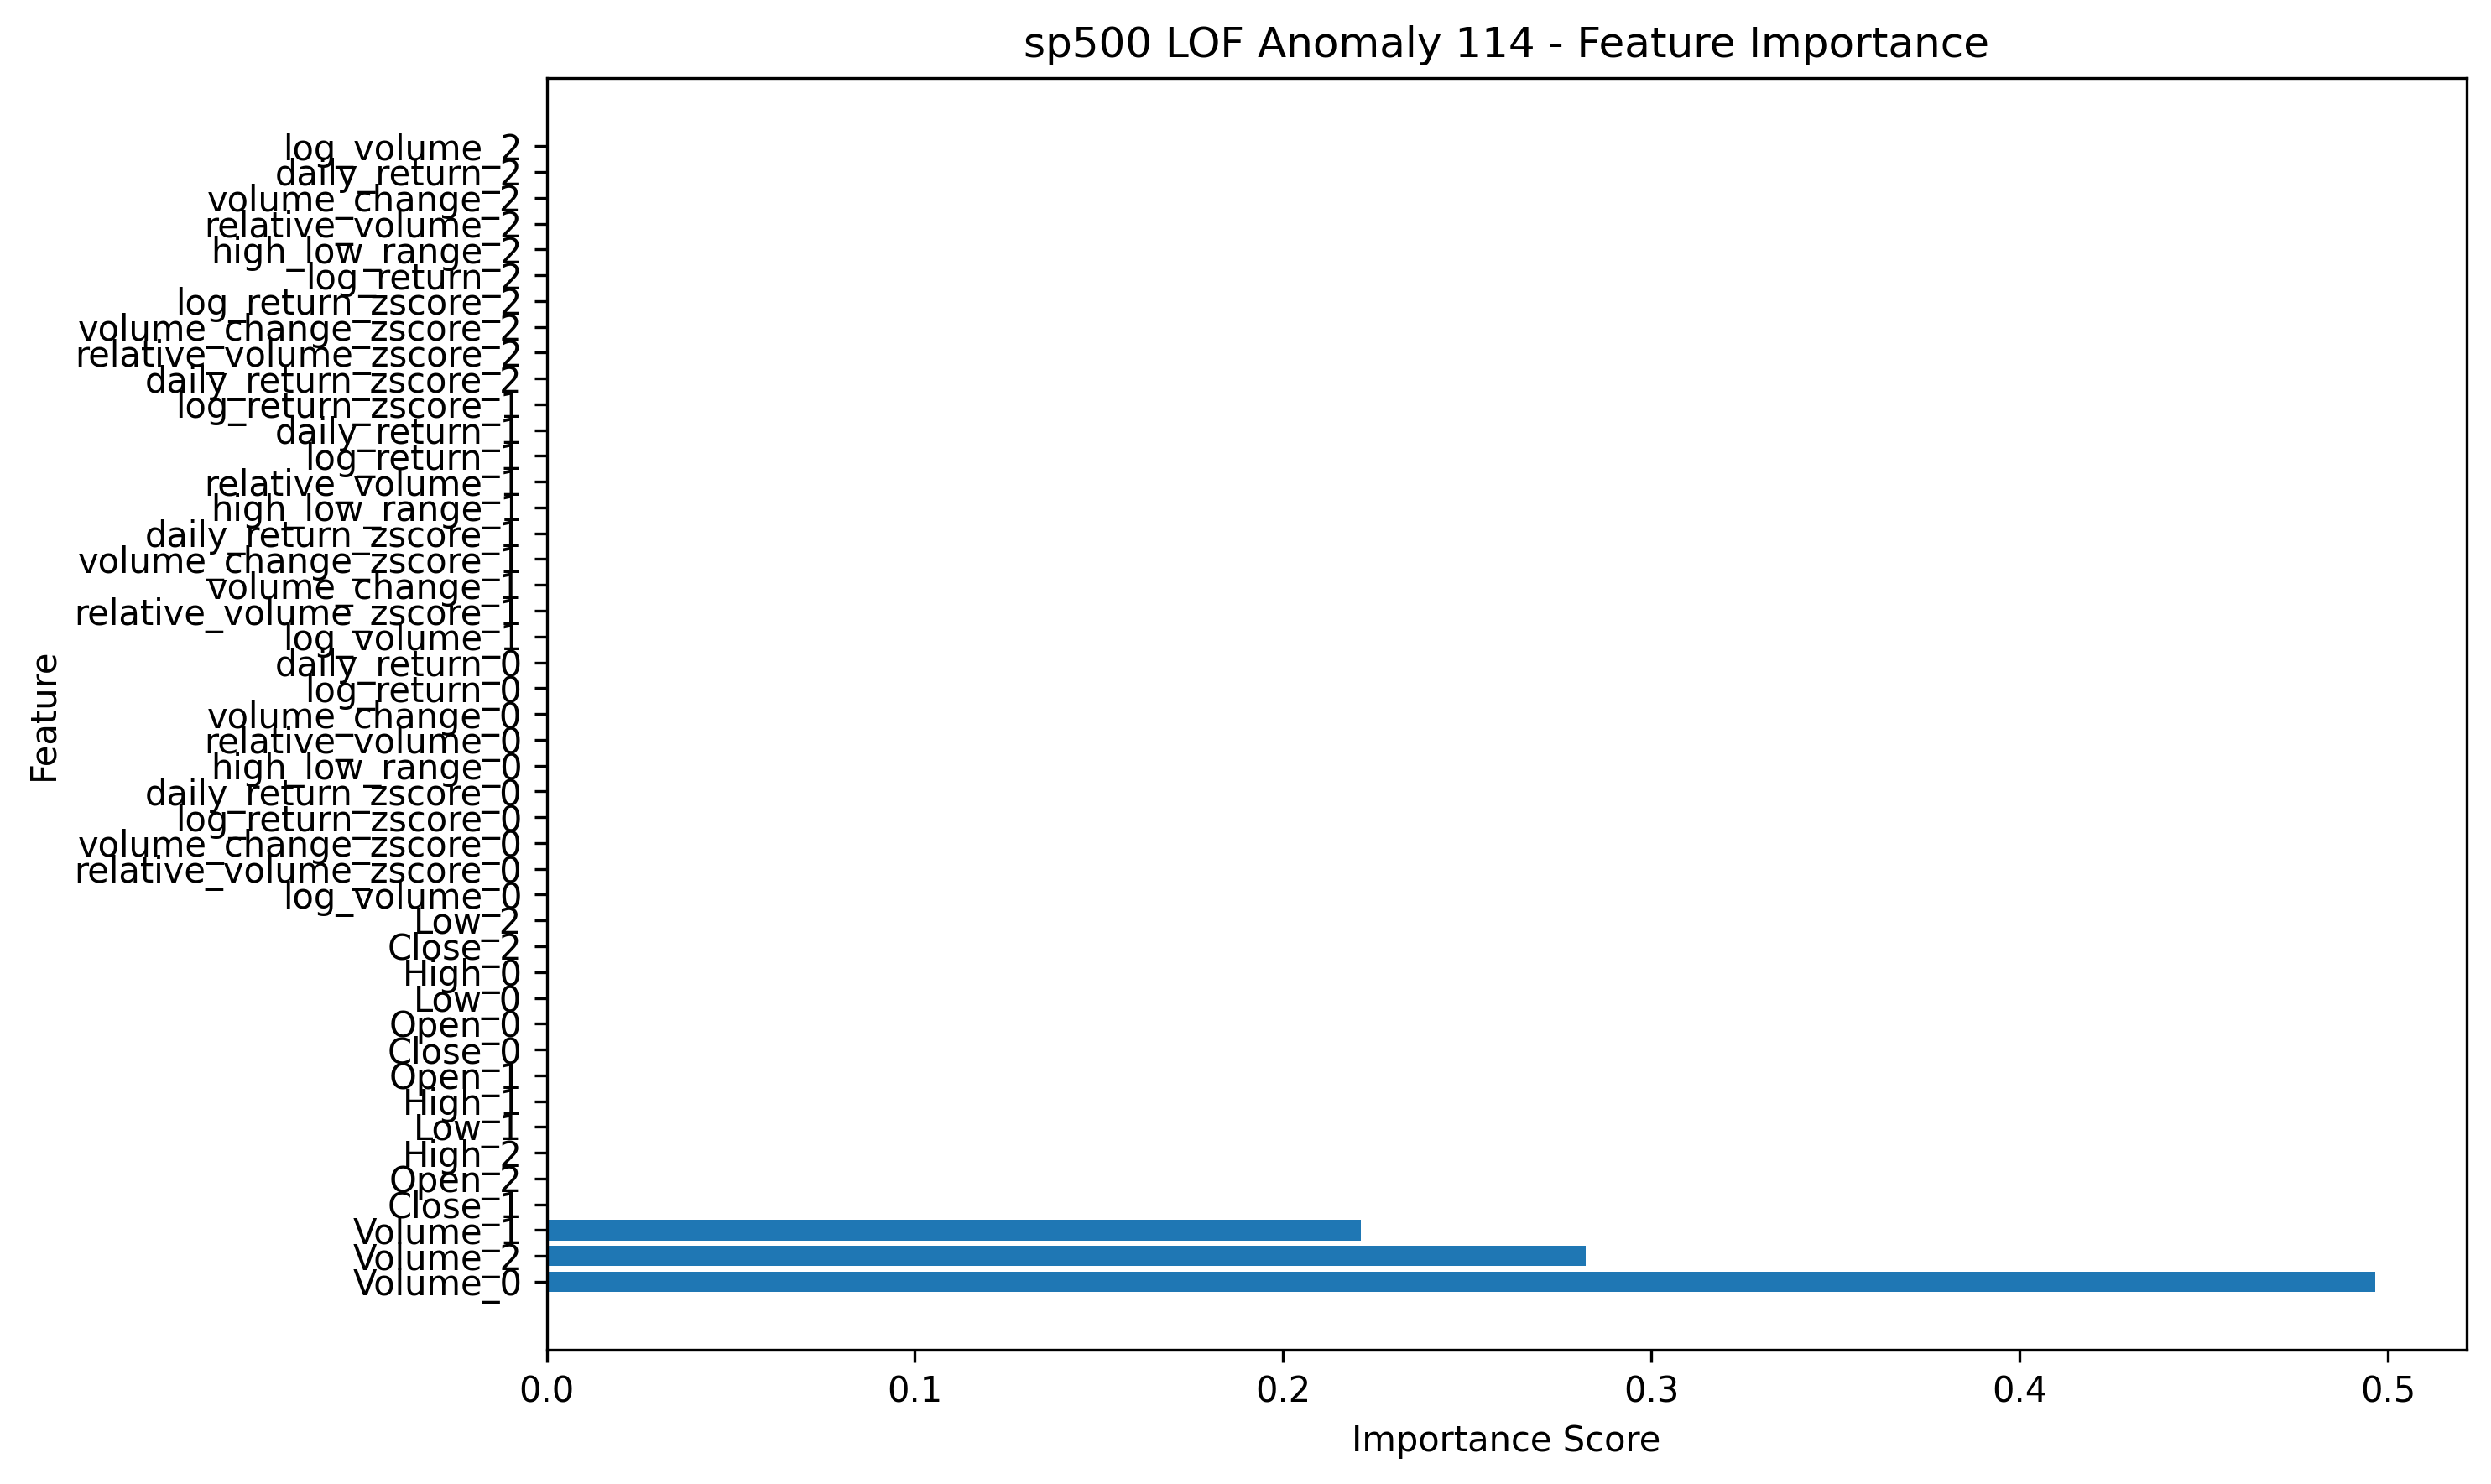 sp500 LOF Anomaly 114 - Feature Importance
log_volume_2
daily_return_2
volume_change_2
relative_volume_2
high_low_range_2
log_return_2
log_return_zscore_2
volume_change_zscore_2
relative_volume_zscore_2
daily_return_zscore_2
log_return_zscore_1
daily_return_1
log_return_1
relative_volume_1
high_low_range_1
daily_return_zscore_1
volume_change_zscore_1
volume_change_1
relative_volume_zscore_1
log_volume_1
daily_return_0
log_return_0
volume_change_0
relative_volume_0
high_low_range_0
daily_return_zscore_0
log_return_zscore_0
volume_change_zscore_0
relative_volume_zscore_0
log_volume_0
Low_2
Close_2
High_0
Low_0
Open_0
Close_0
Open_1
High_1
Low_1
High_2
Open_2
Close_1
Volume_1
Volume_2
Volume_0
Feature
0.0 0.1 0.2 0.3 0.4 0.5
Importance Score